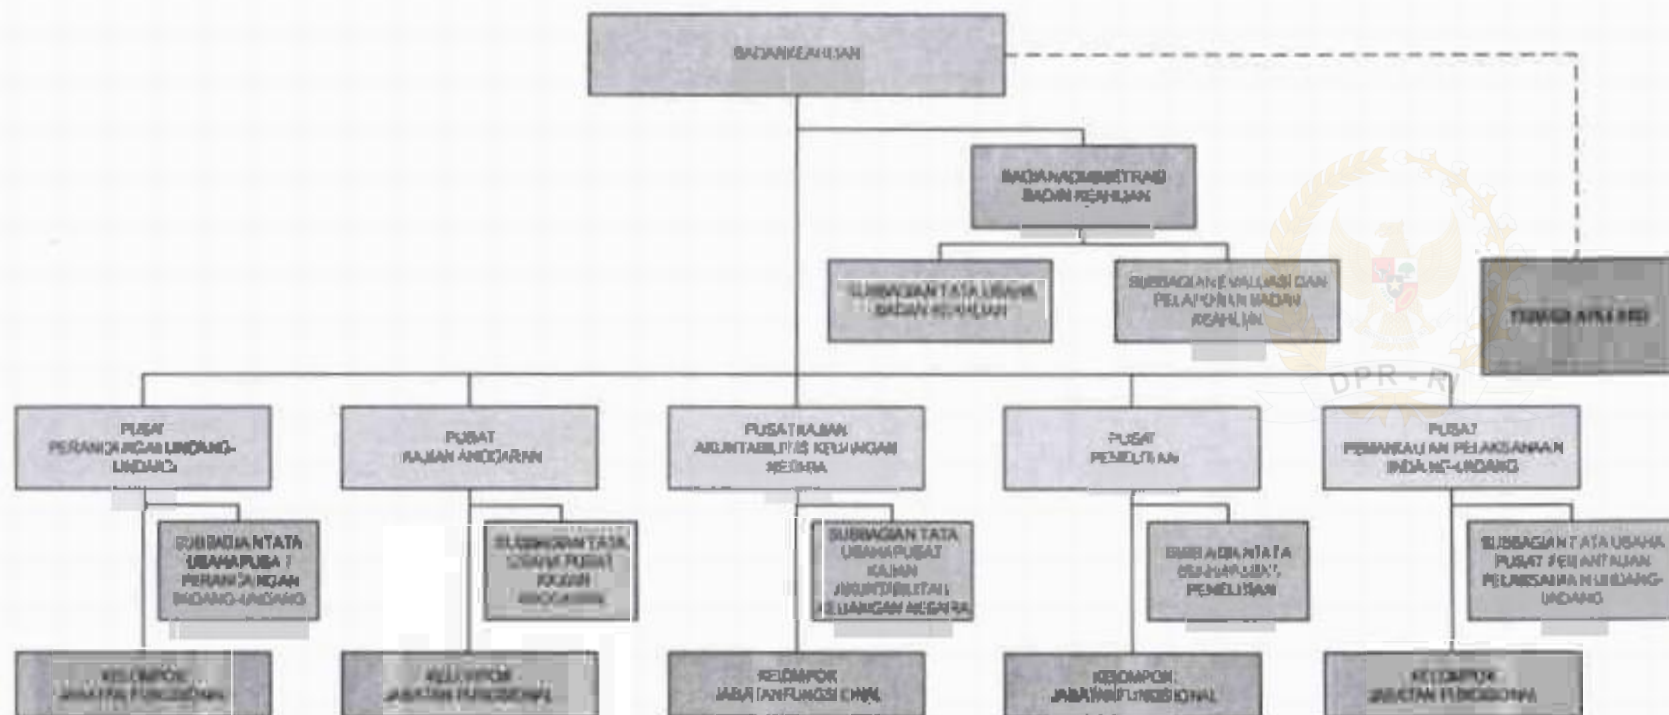 BADAN KEAHLIAN
BADAN KEAHLIAN
SUBBAGIAN TATA USAHA
BADAN KEAHLIAN
SUBBAGIAN EVALUASI DAN
PELAPORAN BADAN
KEAHLIAN
DPR - RI
PUSAT
PERANCANGAN UNDANG-
UNDANG
PUSAT
KAJIAN ANGGARAN
PUSAT KAJIAN
AKUNTABILITAS KEUANGAN
NEGARA
PUSAT
PENELITIAN
PUSAT
PEMANTAUAN PELAKSANAAN
UNDANG-UNDANG
SUBBAGIAN TATA
USAHA PUSAT
PERANCANGAN
UNDANG-UNDANG
SUBBAGIAN TATA
USAHA PUSAT
KAJIAN
ANGGARAN
SUBBAGIAN TATA
USAHA PUSAT
KAJIAN
AKUNTABILITAS
KEUANGAN NEGARA
SUBBAGIAN TATA
USAHA PUSAT
PENELITIAN
SUBBAGIAN TATA USAHA
PUSAT PEMANTAUAN
PELAKSANAAN UNDANG-
UNDANG
KELOMPOK
JABATAN FUNGSIONAL
KELOMPOK
JABATAN FUNGSIONAL
KELOMPOK
JABATAN FUNGSIONAL
KELOMPOK
JABATAN FUNGSIONAL
KELOMPOK
JABATAN FUNGSIONAL